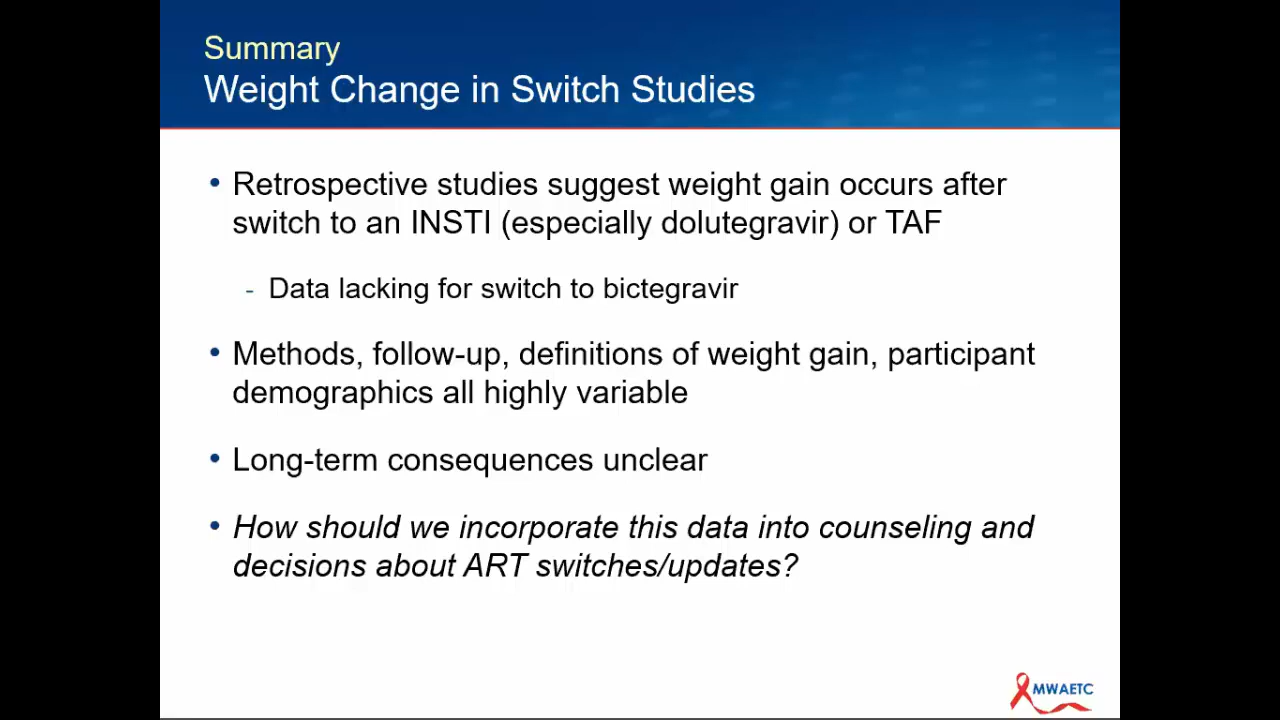 Summary
Weight Change in Switch Studies
• Retrospective studies suggest weight gain occurs after
switch to an INSTI (especially dolutegravir) or TAF
- Data lacking for switch to bictegravir
• Methods, follow-up, definitions of weight gain, participant
demographics all highly variable
• Long-term consequences unclear
• How should we incorporate this data into counseling and
decisions about ART switches/updates?
MWAETC